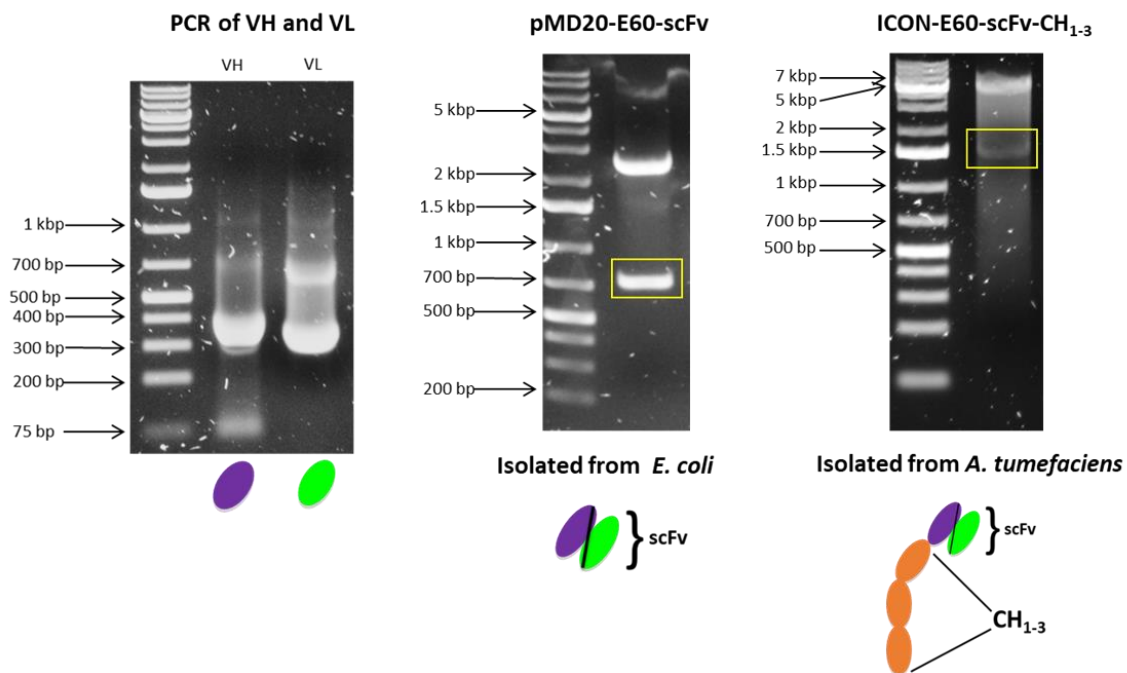 PCR of VH and VL
VH VL
1 kbp
700 bp
500 bp
400 bp
300 bp
200 bp
75 bp
pMD20-E60-scFv
5 kbp
2 kbp
1.5 kbp
1 kbp
700 bp
500 bp
200 bp
Isolated from E. coli
} scFv
ICON-E60-scFv-CH1-3
7 kbp
5 kbp
2 kbp
1.5 kbp
1 kbp
700 bp
500 bp
Isolated from A. tumefaciens
} scFv
CH1-3